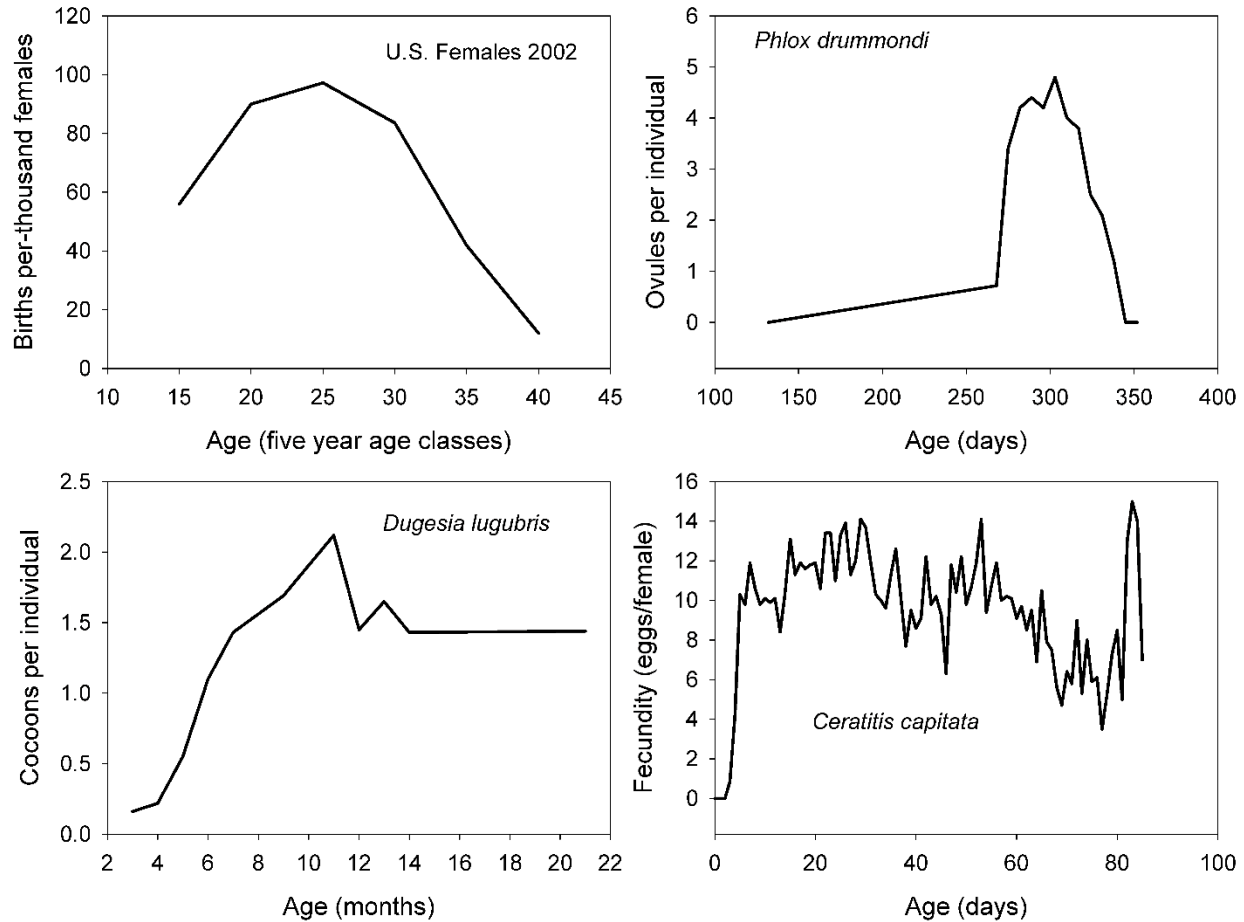 U.S. Females 2002
Births per-thousand females
120
100
80
60
40
20
0
10 15 20 25 30 35 40 45
Age (five year age classes)
Phlox drummondi
Ovules per individual
6
5
4
3
2
1
0
100 150 200 250 300 350 400
Age (days)
Dugesia lugubris
Cocoons per individual
2.5
2.0
1.5
1.0
0.5
0.0
2 4 6 8 10 12 14 16 18 20 22
Age (months)
Fecundity (eggs/female)
16
14
12
10
8
6
4
2
0
Ceratitis capitata
0 20 40 60 80 100
Age (days)